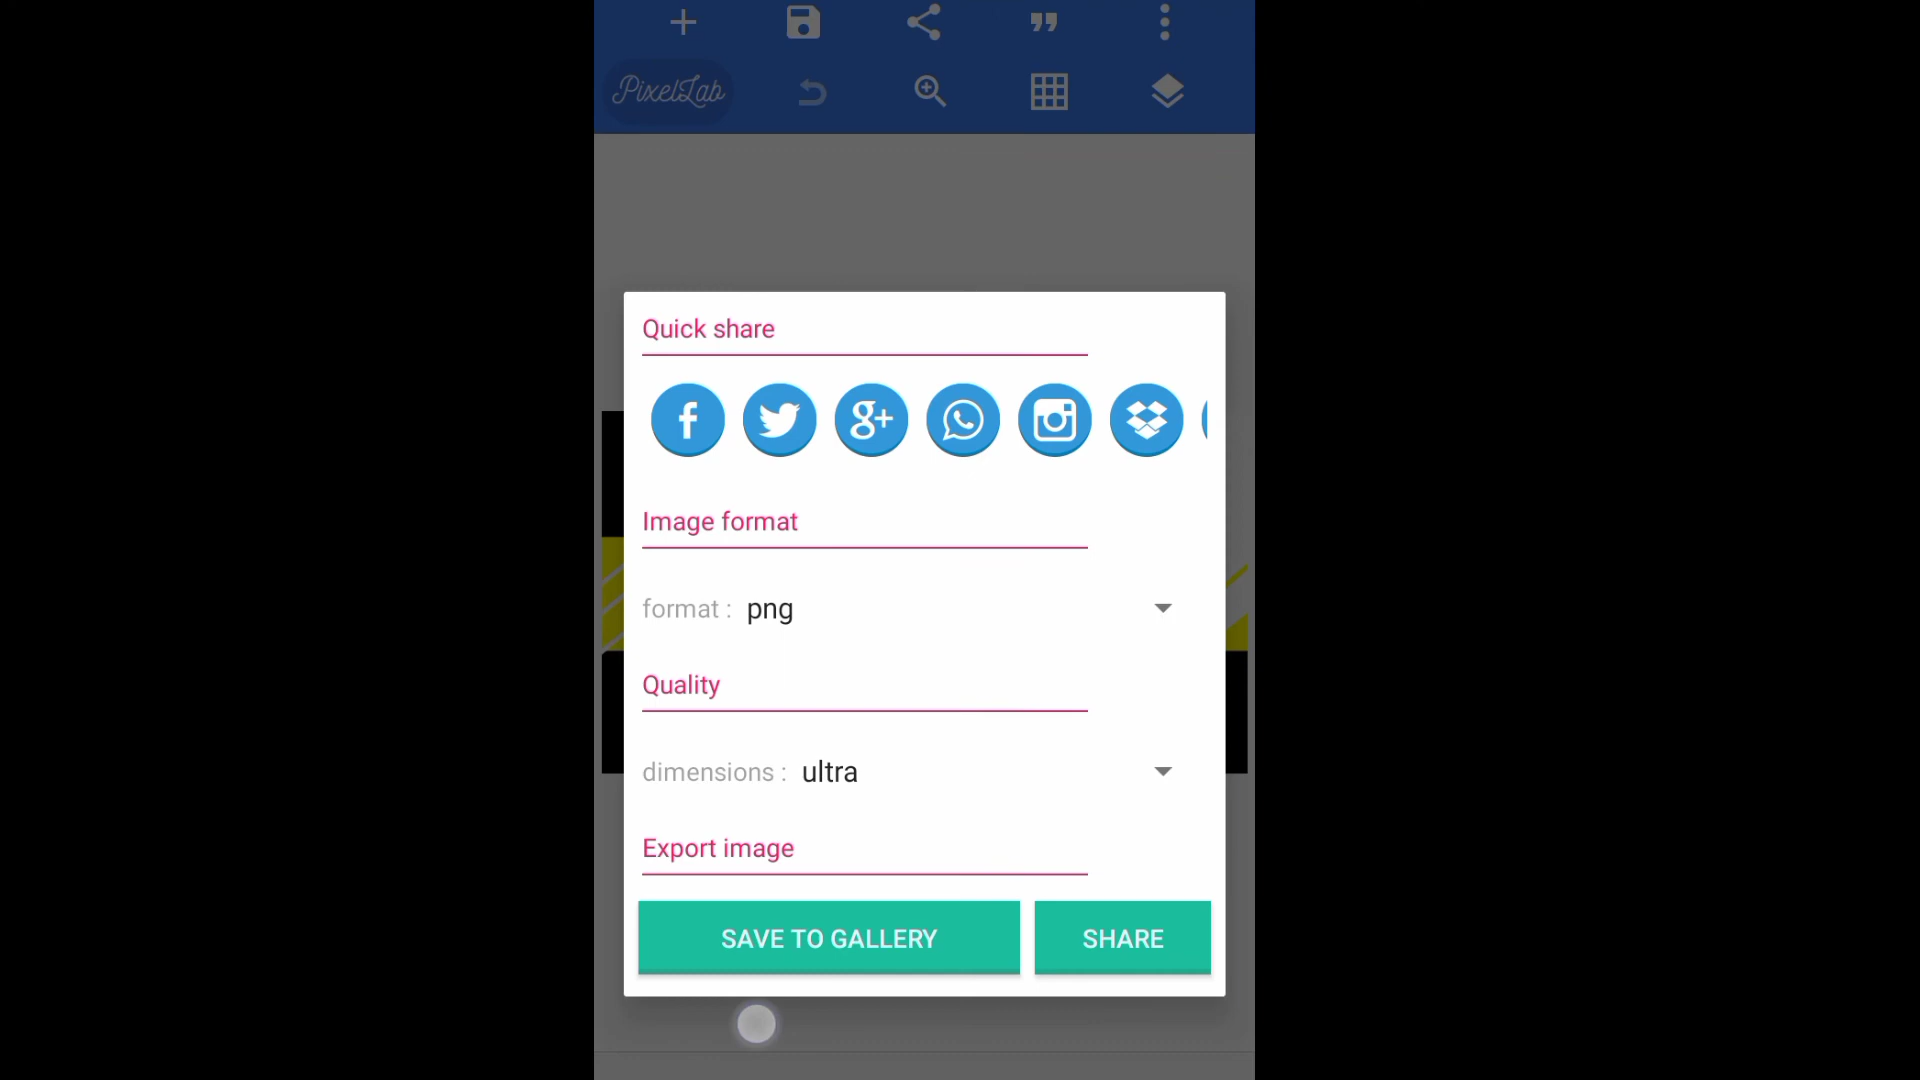 PixelLab
Quick share
Image format
format : png
Quality
dimensions : ultra
Export image
SAVE TO GALLERY SHARE